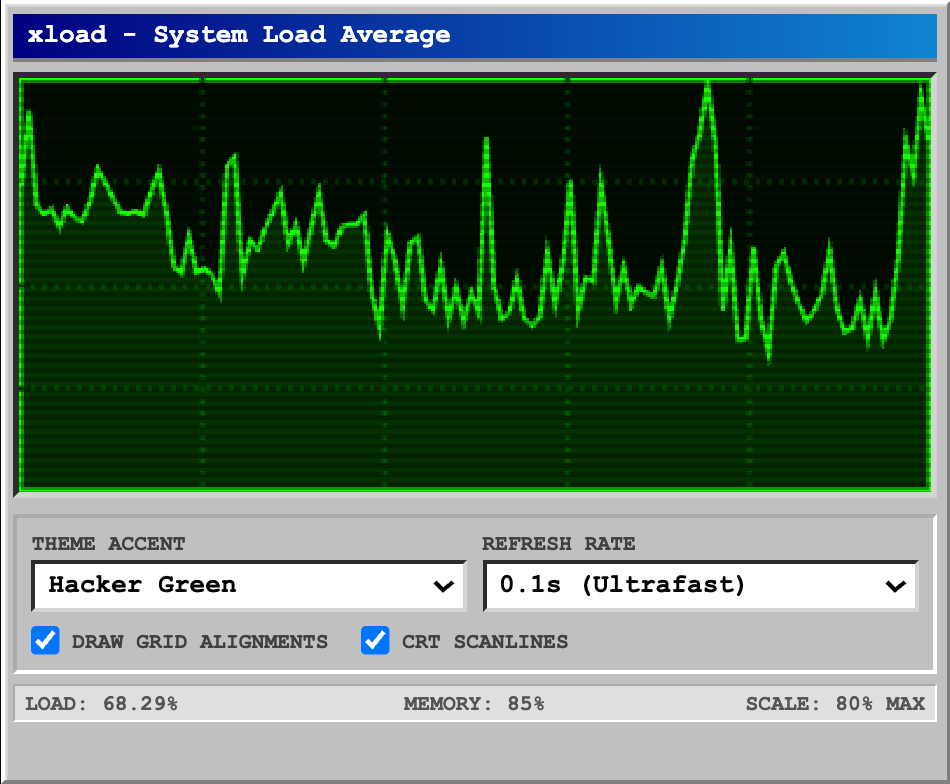 xload - System Load Average
THEME ACCENT
REFRESH RATE
Hacker Green
0.1s (Ultrafast)
DRAW GRID ALIGNMENTS
CRT SCANLINES
LOAD: 68.29%
MEMORY: 85%
SCALE: 80% MAX